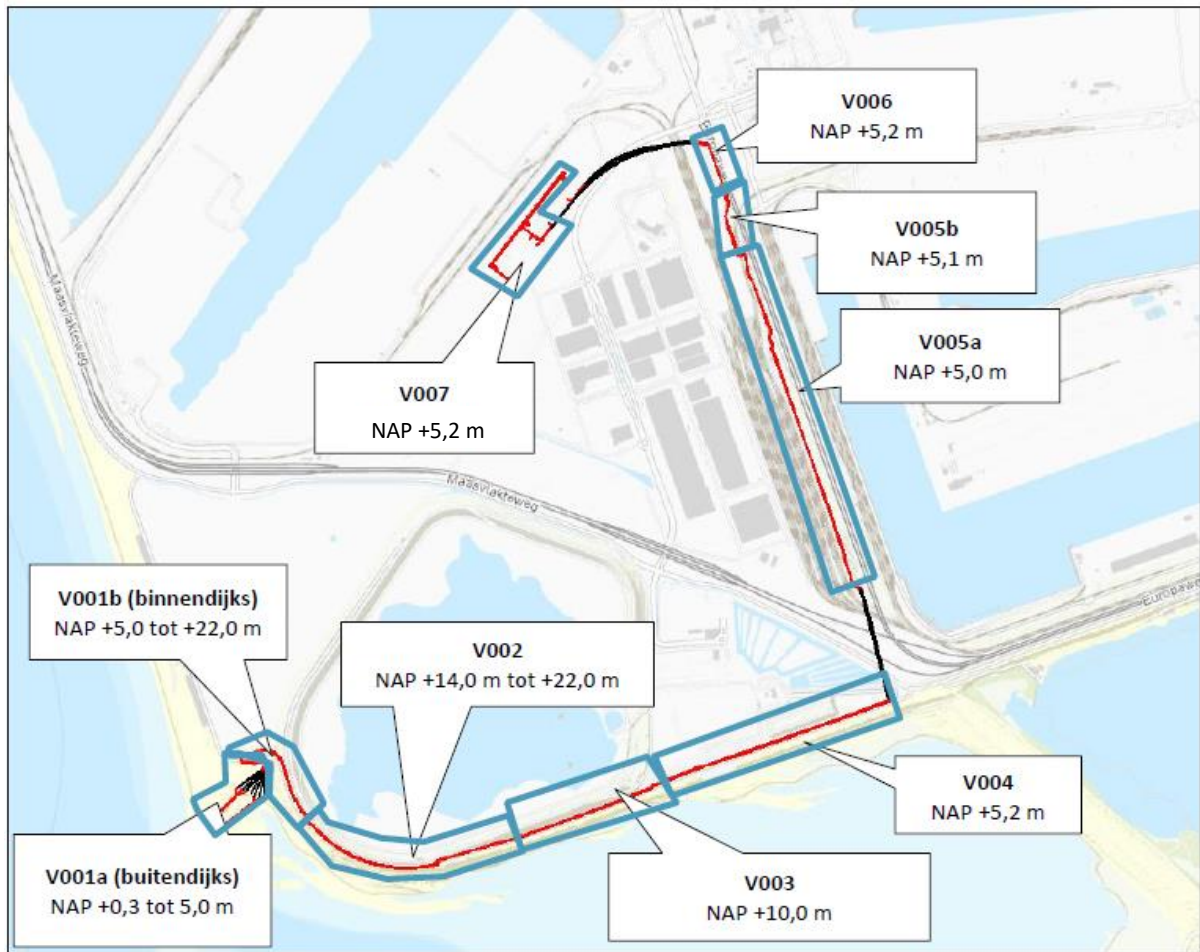 V006
NAP +5,2 m
V005b
NAP +5,1 m
V005a
NAP +5,0 m
V007
NAP +5,2 m
Maasvlakteweg
Maasvlakteweg
V001b (binnendijks)
NAP +5,0 tot +22,0 m
V002
NAP +14,0 m tot +22,0 m
V004
NAP +5,2 m
V001a (buitendijks)
NAP +0,3 tot 5,0 m
V003
NAP +10,0 m